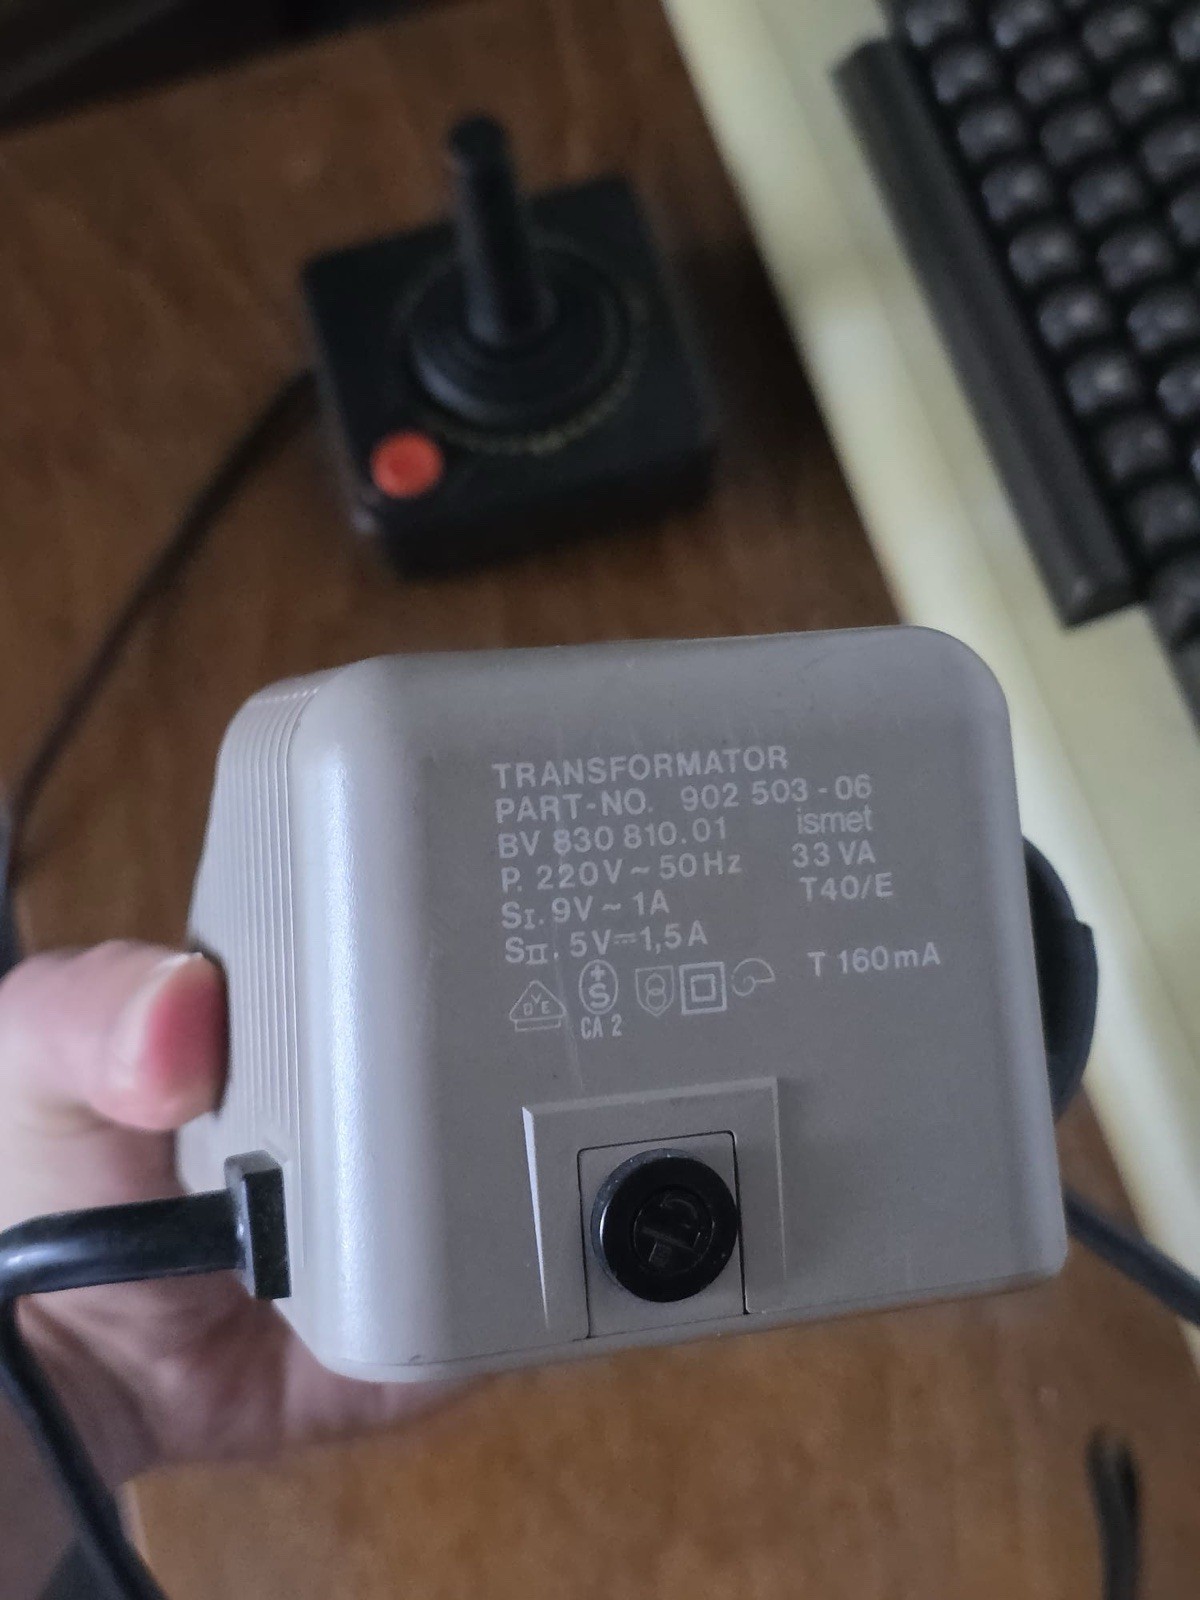 TRANSFORMATOR
PART-NO. 902 503-06
BV 830 810.01 ismet
P. 220V ~ 50Hz 33 VA
SI. 9V ~ 1A T40/E
SII. 5V⎓1,5A
T 160mA
DVE
+S
CA 2